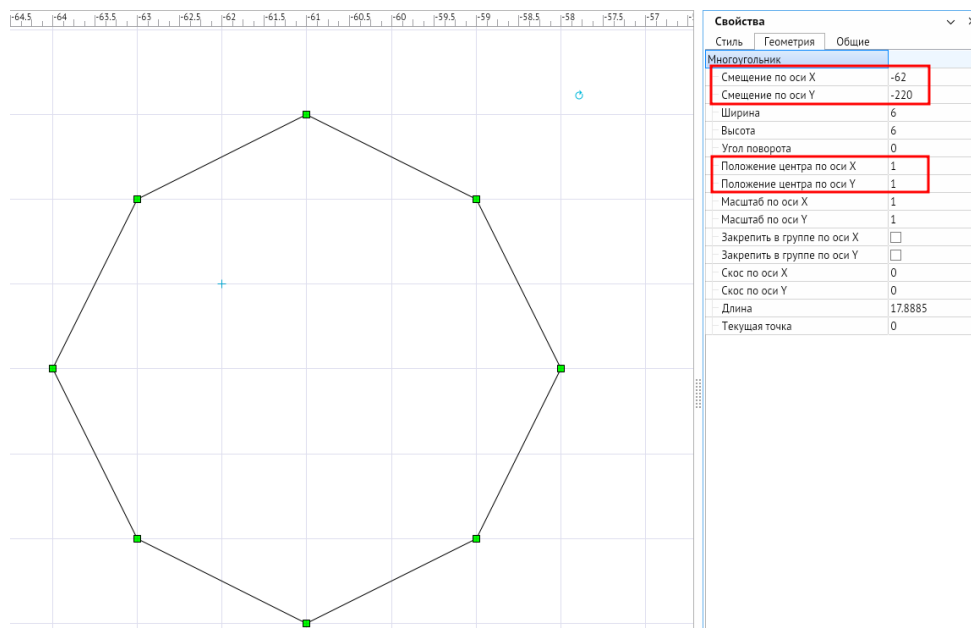 -64.5 -64 -63.5 -63 -62.5 -62 -61.5 -61 -60.5 -60 -59.5 -59 -58.5 -58 -57.5 -57
Свойства
Стиль Геометрия Общие
Многоугольник
Смещение по оси X -62
Смещение по оси Y -220
Ширина 6
Высота 6
Угол поворота 0
Положение центра по оси X 1
Положение центра по оси Y 1
Масштаб по оси X 1
Масштаб по оси Y 1
Закрепить в группе по оси X
Закрепить в группе по оси Y
Скос по оси X 0
Скос по оси Y 0
Длина 17.8885
Текущая точка 0